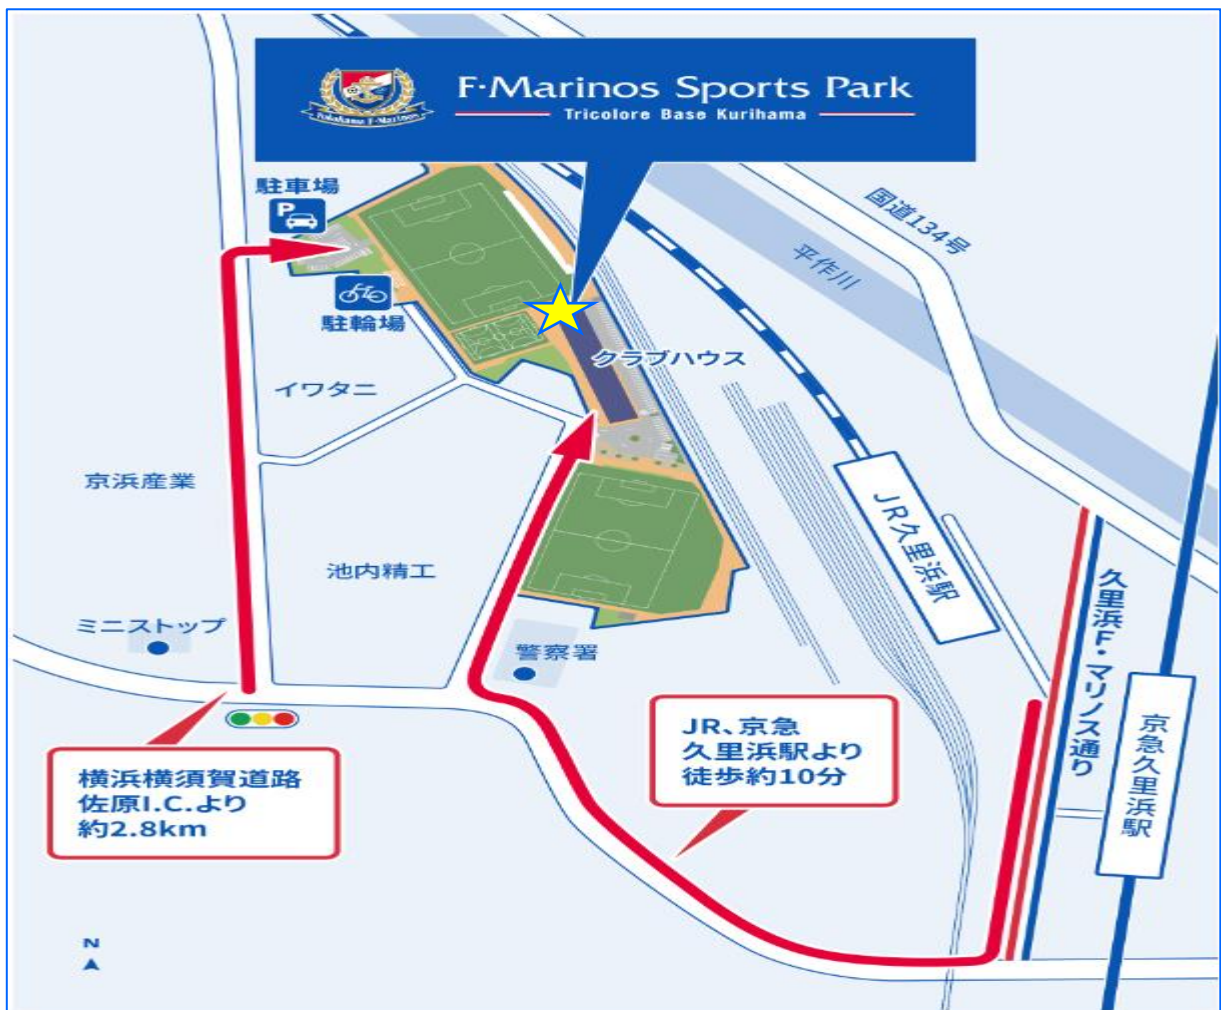 F·Marinos Sports Park
Tricolore Base Kurihama
Yokohama F·Marinos
駐車場
P
国道134号
平作川
駐輪場
クラブハウス
イワタニ
京浜産業
JR久里浜駅
池内精工
久里浜F・マリノス通り
ミニストップ
警察署
京急久里浜駅
JR、京急
久里浜駅より
徒歩約10分
横浜横須賀道路
佐原I.C.より
約2.8km
N